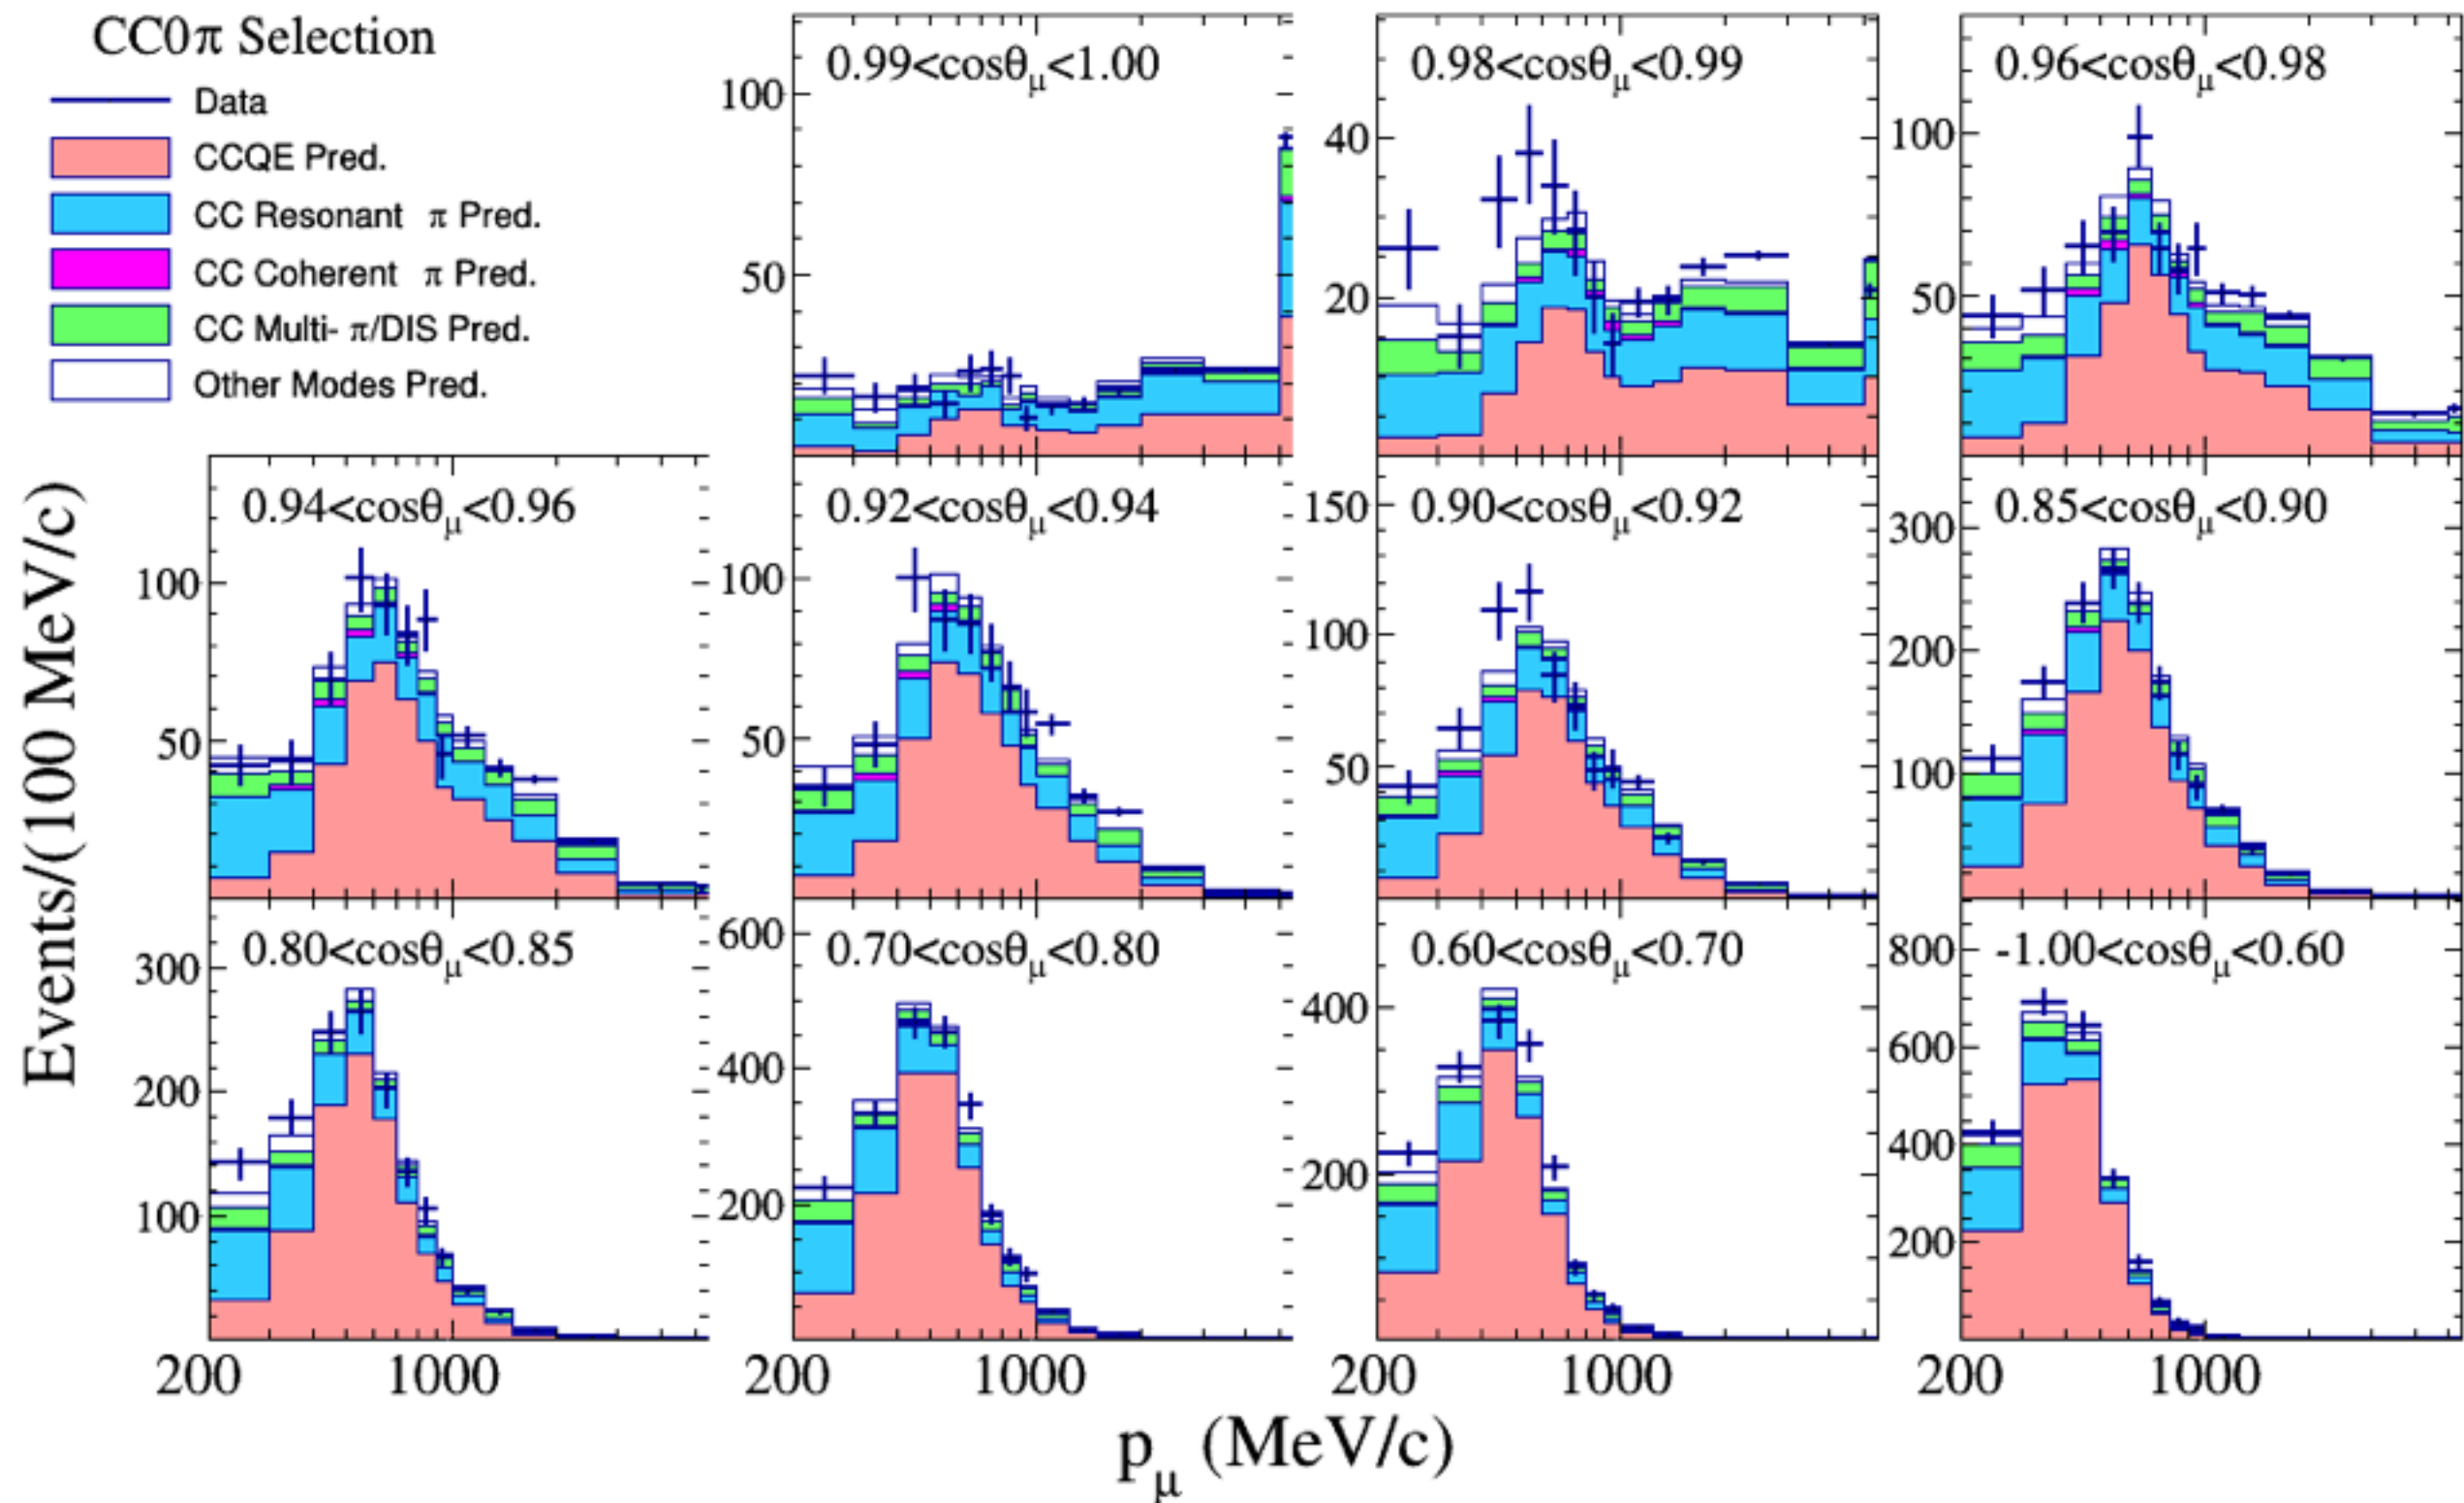 CC0π Selection
Data
CCQE Pred.
CC Resonant π Pred.
CC Coherent π Pred.
CC Multi- π/DIS Pred.
Other Modes Pred.
0.99<cosθμ<1.00
100
50
0.98<cosθμ<0.99
40
20
0.96<cosθμ<0.98
100
50
0.94<cosθμ<0.96
100
50
0.92<cosθμ<0.94
100
50
0.90<cosθμ<0.92
150
100
50
0.85<cosθμ<0.90
300
200
100
0.80<cosθμ<0.85
300
200
100
0.70<cosθμ<0.80
600
400
200
0.60<cosθμ<0.70
400
200
-1.00<cosθμ<0.60
800
600
400
200
200 1000 200 1000 200 1000 200 1000
Events/(100 MeV/c)
pμ (MeV/c)